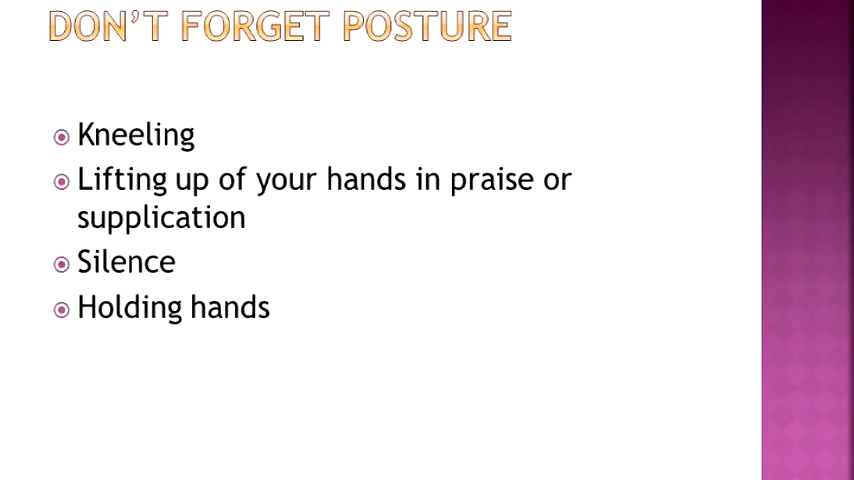 DON'T FORGET POSTURE
Kneeling
Lifting up of your hands in praise or
supplication
Silence
Holding hands